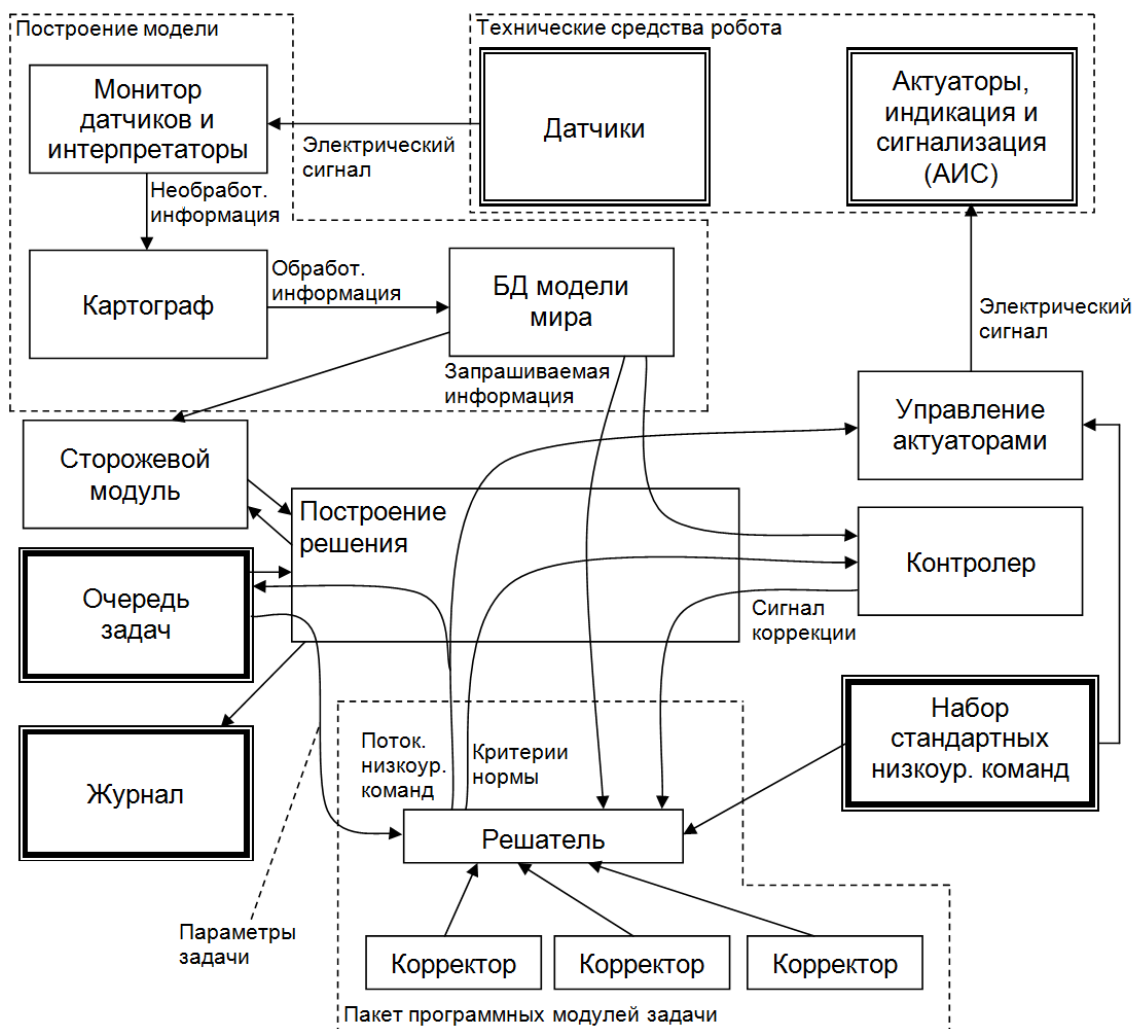 Построение модели
Технические средства робота
Монитор
датчиков и
интерпретаторы
Датчики
Актуаторы,
индикация и
сигнализация
(АИС)
Электрический
сигнал
Необработ.
информация
Картограф
Обработ.
информация
БД модели
мира
Электрический
сигнал
Запрашиваемая
информация
Управление
актуаторами
Сторожевой
модуль
Построение
решения
Контролер
Очередь
задач
Сигнал
коррекции
Набор
стандартных
низкоур. команд
Журнал
Поток.
низкоур.
команд
Критерии
нормы
Решатель
Параметры
задачи
Корректор
Корректор
Корректор
Пакет программных модулей задачи